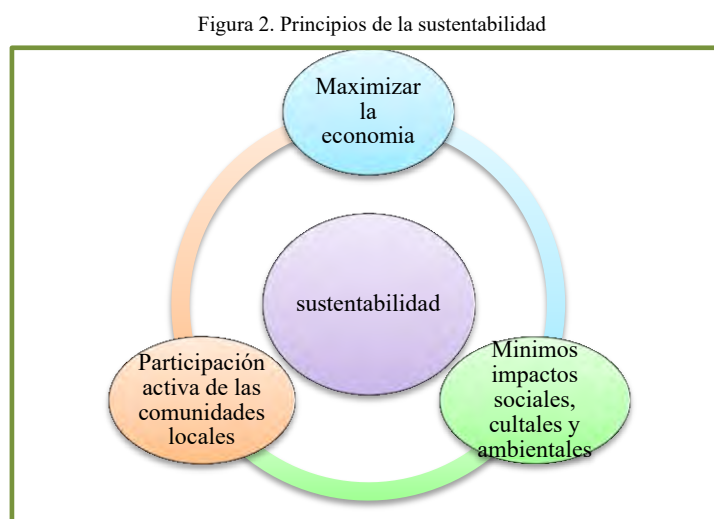 Figura 2. Principios de la sustentabilidad
Maximizar
la
economia
sustentabilidad
Participación
activa de las
comunidades
locales
Minimos
impactos
sociales,
cultales y
ambientales